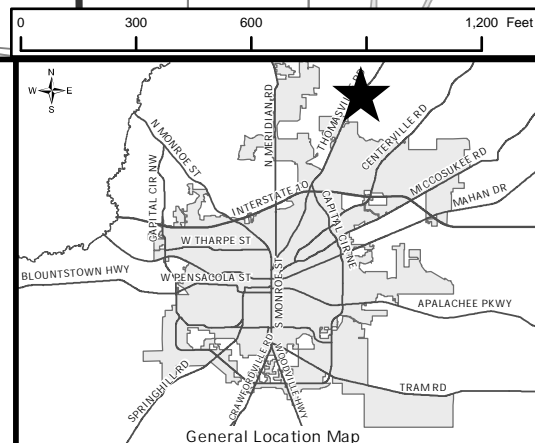 0 300 600 1,200 Feet
N
W E
S
THOMASVILLE RD
N MERIDIAN RD
CENTERVILLE RD
N MONROE ST
MICCOSUKEE RD
INTERSTATE 10
MAHAN DR
CAPITAL CIR NW
CAPITAL CIR NE
W THARPE ST
BLOUNTSTOWN HWY
W PENSACOLA ST
S MONROE ST
APALACHEE PKWY
CRAWFORDVILLE RD
WOODVILLE HWY
SPRINGHILL RD
TRAM RD
General Location Map